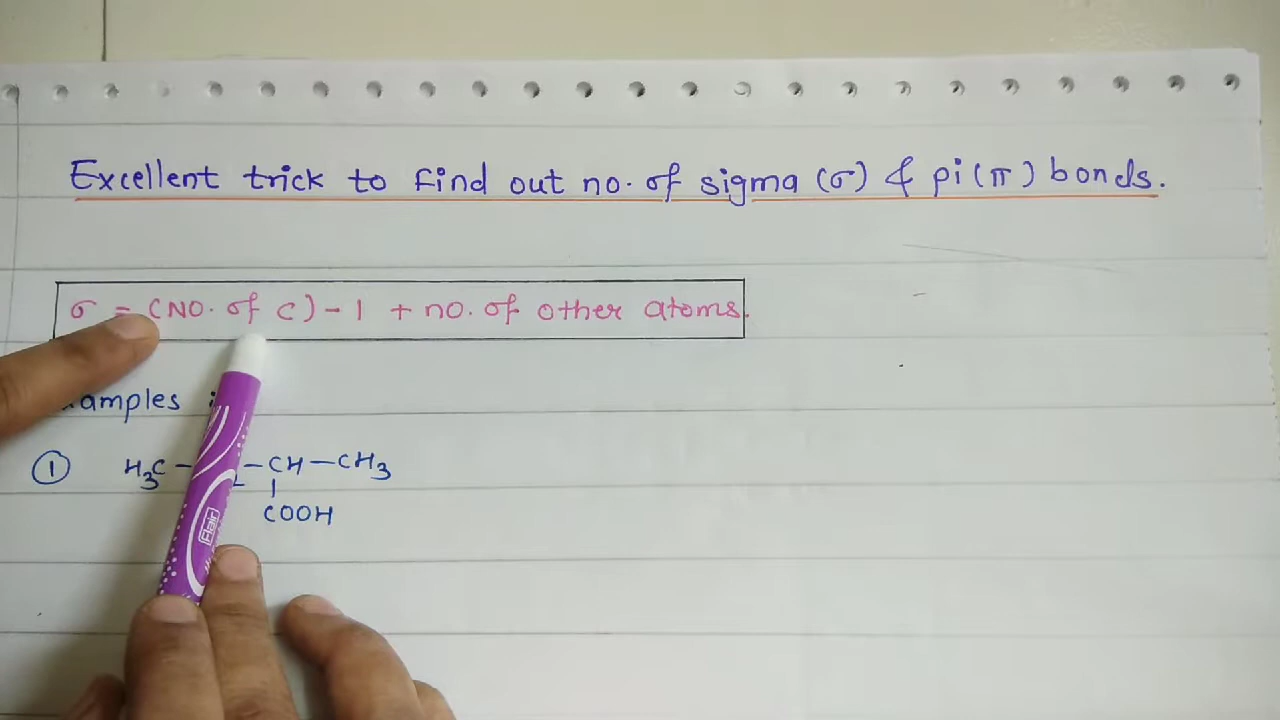 Excellent trick to find out no. of sigma (σ) & pi (π) bonds.
σ = (NO. of C) - 1 + no. of other atoms.
amples
① H3C - - CH - CH3
|
COOH
Flair